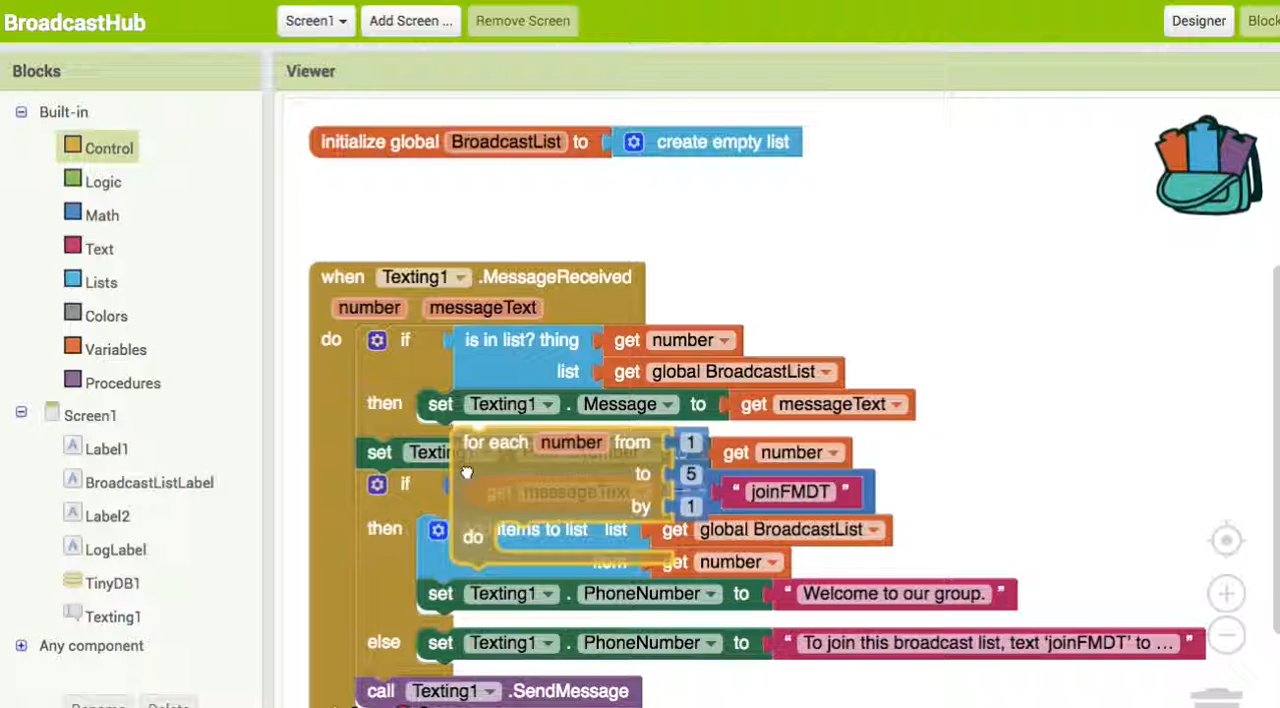 BroadcastHub
Screen1
Add Screen ...
Remove Screen
Designer
Block
Blocks
Viewer
Built-in
Control
Logic
Math
Text
Lists
Colors
Variables
Procedures
Screen1
Label1
BroadcastListLabel
Label2
LogLabel
TinyDB1
Texting1
Any component
initialize global BroadcastList to create empty list
when Texting1 .MessageReceived
number messageText
do if is in list? thing get number
list get global BroadcastList
then set Texting1 . Message to get messageText
set get number
for each number from 1
to 5
by 1
do
if get messageText " joinFMDT "
then items to list list get global BroadcastList
item get number
set Texting1 . PhoneNumber to " Welcome to our group. "
else set Texting1 . PhoneNumber to " To join this broadcast list, text ‘joinFMDT’ to ... "
call Texting1 .SendMessage